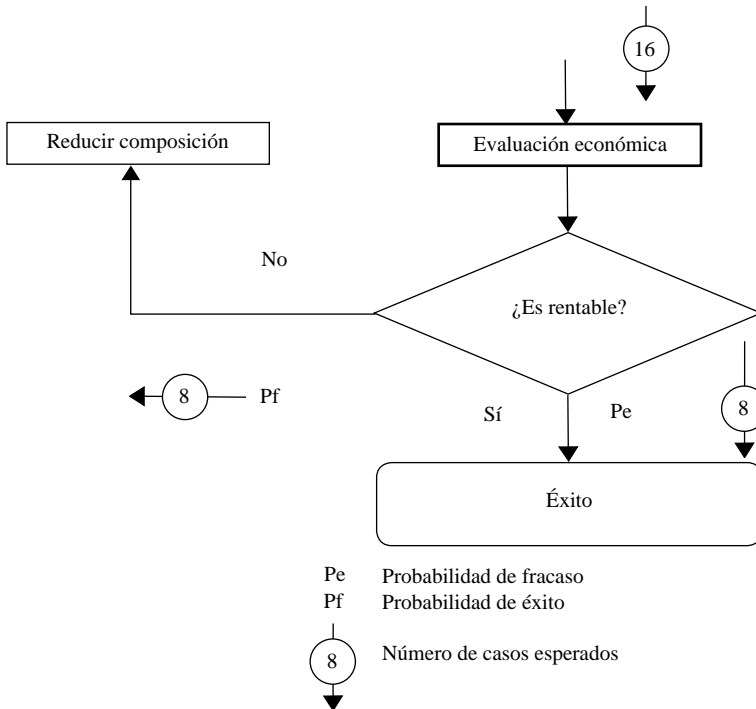 16
Reducir composición
Evaluación económica
No
¿Es rentable?
8
Pf
Sí
Pe
8
Éxito
Pe Probabilidad de fracaso
Pf Probabilidad de éxito
8 Número de casos esperados